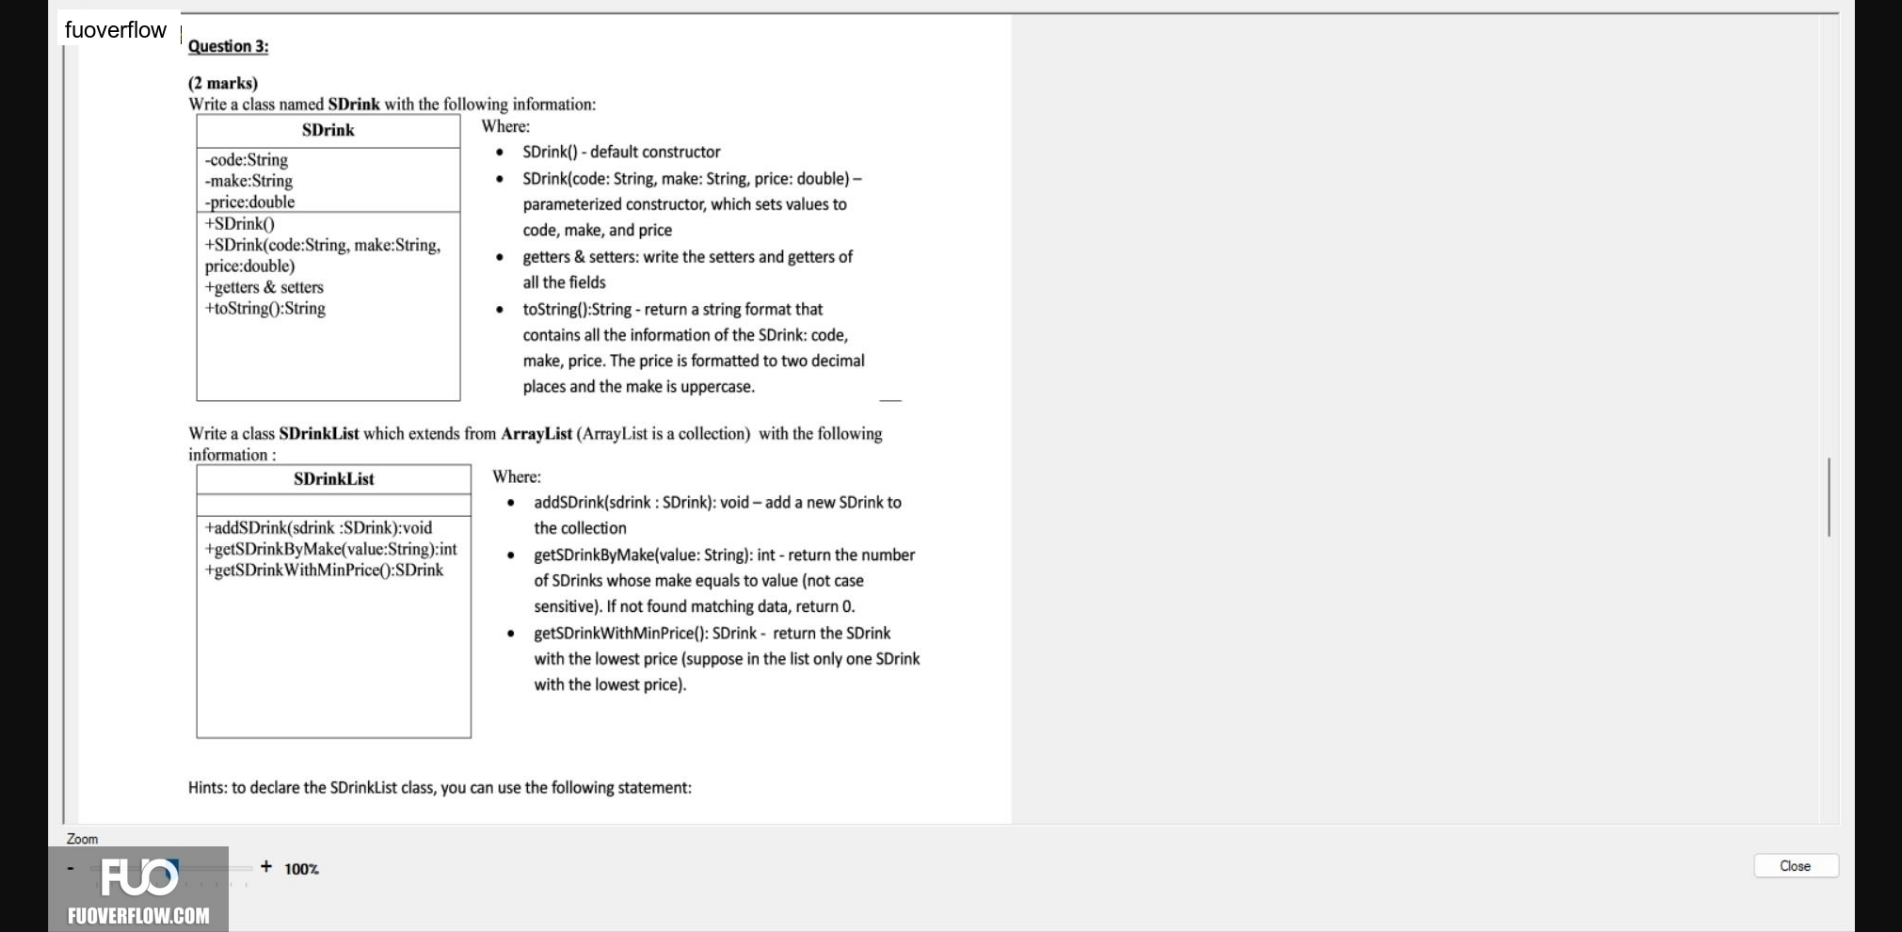 fuoverflow
Question 3:
(2 marks)
Write a class named SDrink with the following information:
SDrink
-code:String
-make:String
-price:double
+SDrink()
+SDrink(code:String, make:String,
price:double)
+getters & setters
+toString():String
Where:
• SDrink() - default constructor
• SDrink(code: String, make: String, price: double) –
parameterized constructor, which sets values to
code, make, and price
• getters & setters: write the setters and getters of
all the fields
• toString():String - return a string format that
contains all the information of the SDrink: code,
make, price. The price is formatted to two decimal
places and the make is uppercase.
Write a class SDrinkList which extends from ArrayList (ArrayList is a collection) with the following
information :
SDrinkList
+addSDrink(sdrink :SDrink):void
+getSDrinkByMake(value:String):int
+getSDrinkWithMinPrice():SDrink
Where:
• addSDrink(sdrink : SDrink): void – add a new SDrink to
the collection
• getSDrinkByMake(value: String): int - return the number
of SDrinks whose make equals to value (not case
sensitive). If not found matching data, return 0.
• getSDrinkWithMinPrice(): SDrink - return the SDrink
with the lowest price (suppose in the list only one SDrink
with the lowest price).
Hints: to declare the SDrinkList class, you can use the following statement:
Zoom
- + 100%
Close
FUO
FUOVERFLOW.COM